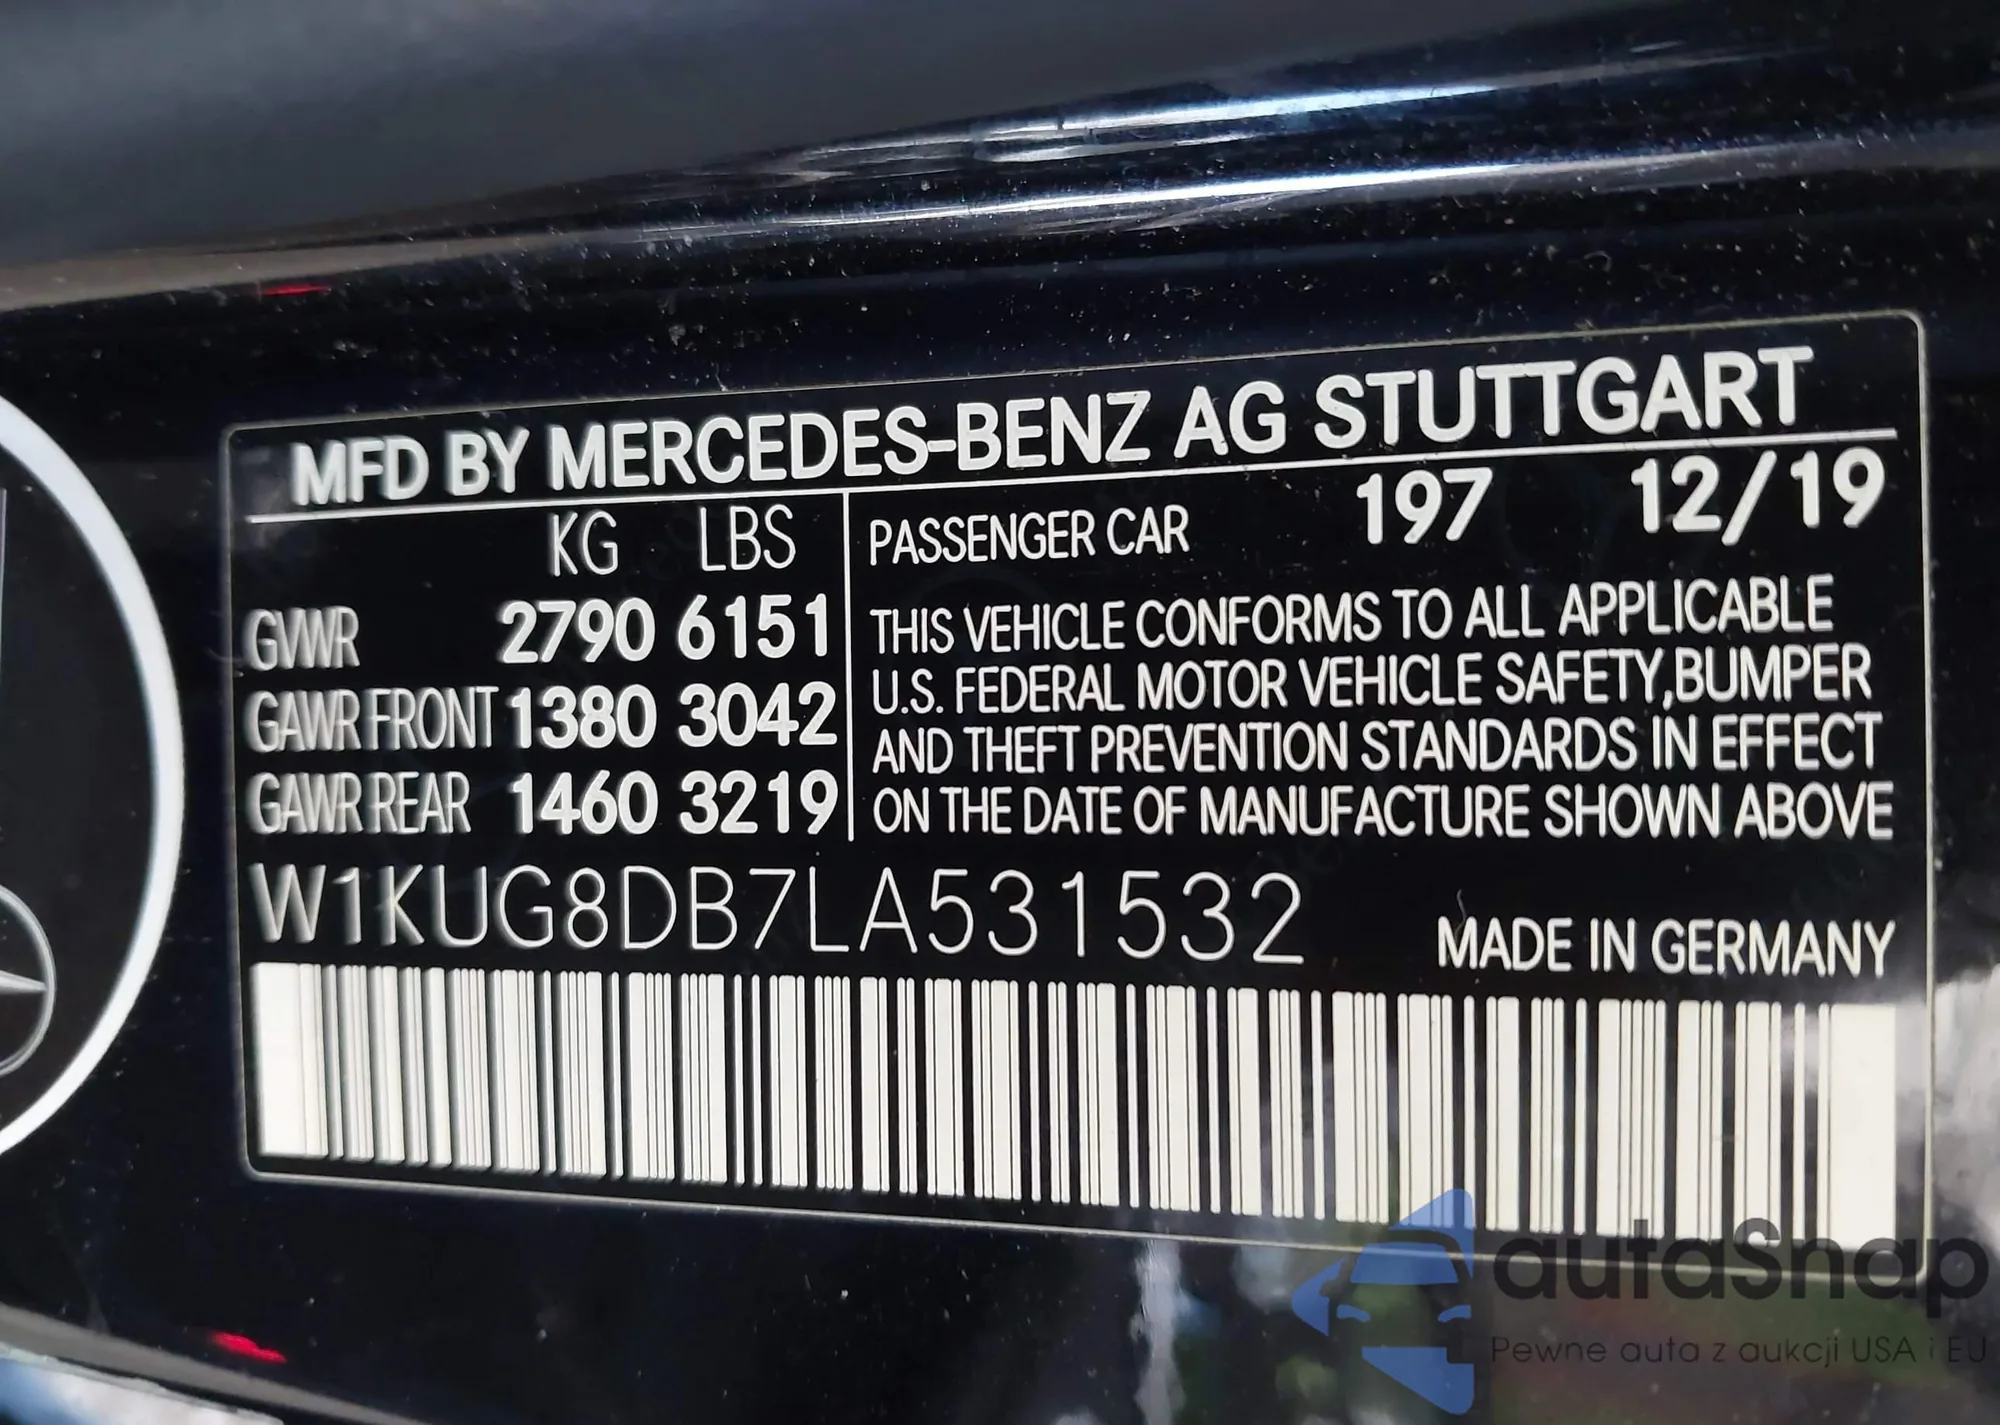 MFD BY MERCEDES-BENZ AG STUTTGART
KG LBS
GVWR 2790 6151
GAWR FRONT 1380 3042
GAWR REAR 1460 3219
PASSENGER CAR 197 12/19
THIS VEHICLE CONFORMS TO ALL APPLICABLE
U.S. FEDERAL MOTOR VEHICLE SAFETY,BUMPER
AND THEFT PREVENTION STANDARDS IN EFFECT
ON THE DATE OF MANUFACTURE SHOWN ABOVE
W1KUG8DB7LA531532
MADE IN GERMANY
autaSnap
Pewne auta z aukcji USA i EU